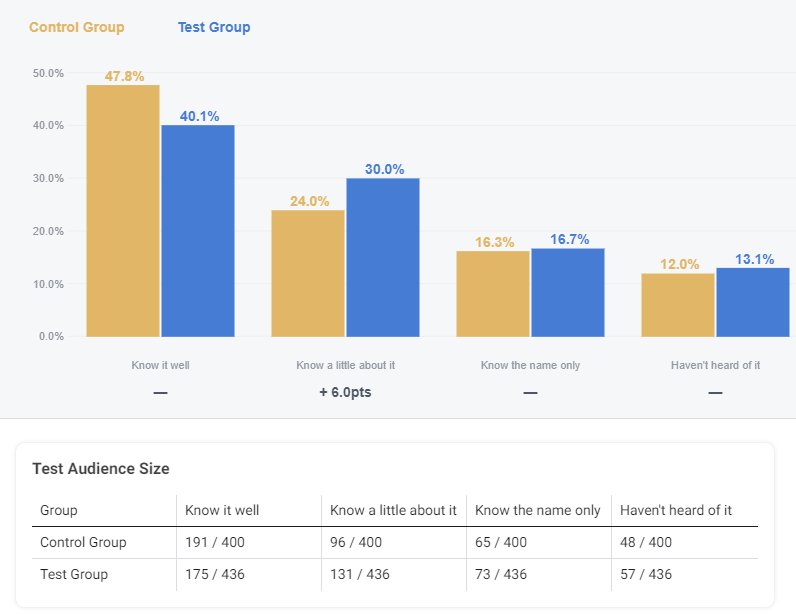 Control Group Test Group
50.0%
47.8%
40.1%
40.0%
30.0%
30.0%
24.0%
20.0%
16.3% 16.7%
12.0% 13.1%
10.0%
0.0%
Know it well Know a little about it Know the name only Haven't heard of it
— + 6.0pts — —
Test Audience Size
Group Know it well Know a little about it Know the name only Haven't heard of it
Control Group 191 / 400 96 / 400 65 / 400 48 / 400
Test Group 175 / 436 131 / 436 73 / 436 57 / 436